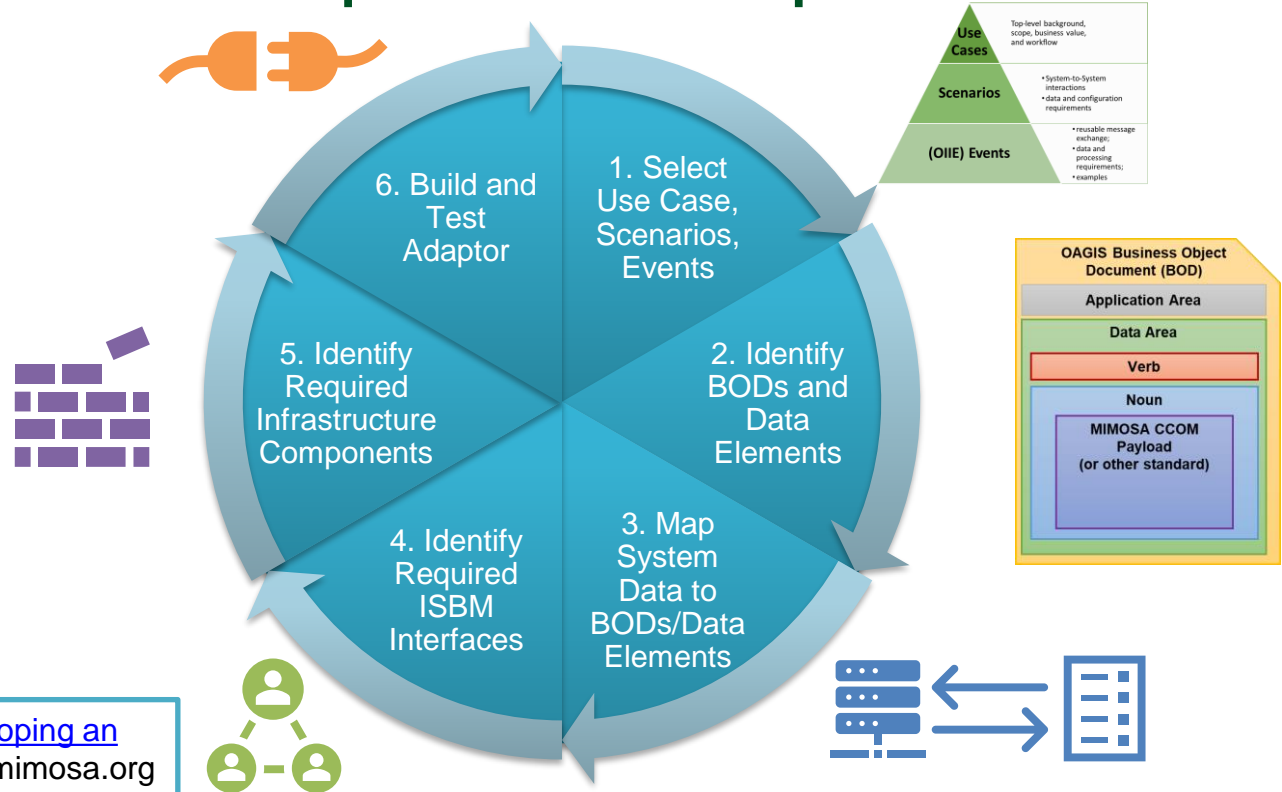 1. Select
Use Case,
Scenarios,
Events
2. Identify
BODs and
Data
Elements
3. Map
System
Data to
BODs/Data
Elements
4. Identify
Required
ISBM
Interfaces
5. Identify
Required
Infrastructure
Components
6. Build and
Test
Adaptor
Use
Cases
Top-level background,
scope, business value,
and workflow
Scenarios
•System-to-System
interactions
•data and configuration
requirements
(OIIE) Events
•reusable message
exchange;
•data and
processing
requirements;
•examples
OAGIS Business Object
Document (BOD)
Application Area
Data Area
Verb
Noun
MIMOSA CCOM
Payload
(or other standard)
oping an
mimosa.org